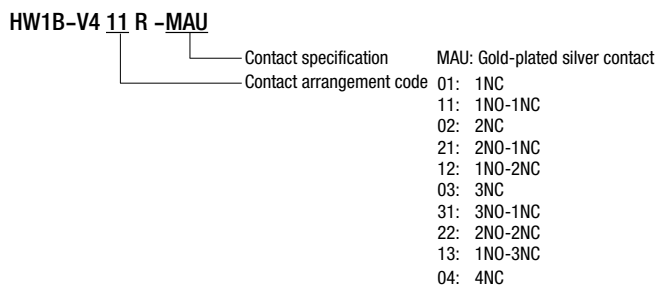 HW1B-V4 11 R -MAU
Contact specification MAU: Gold-plated silver contact
Contact arrangement code 01: 1NC
11: 1NO-1NC
02: 2NC
21: 2NO-1NC
12: 1NO-2NC
03: 3NC
31: 3NO-1NC
22: 2NO-2NC
13: 1NO-3NC
04: 4NC